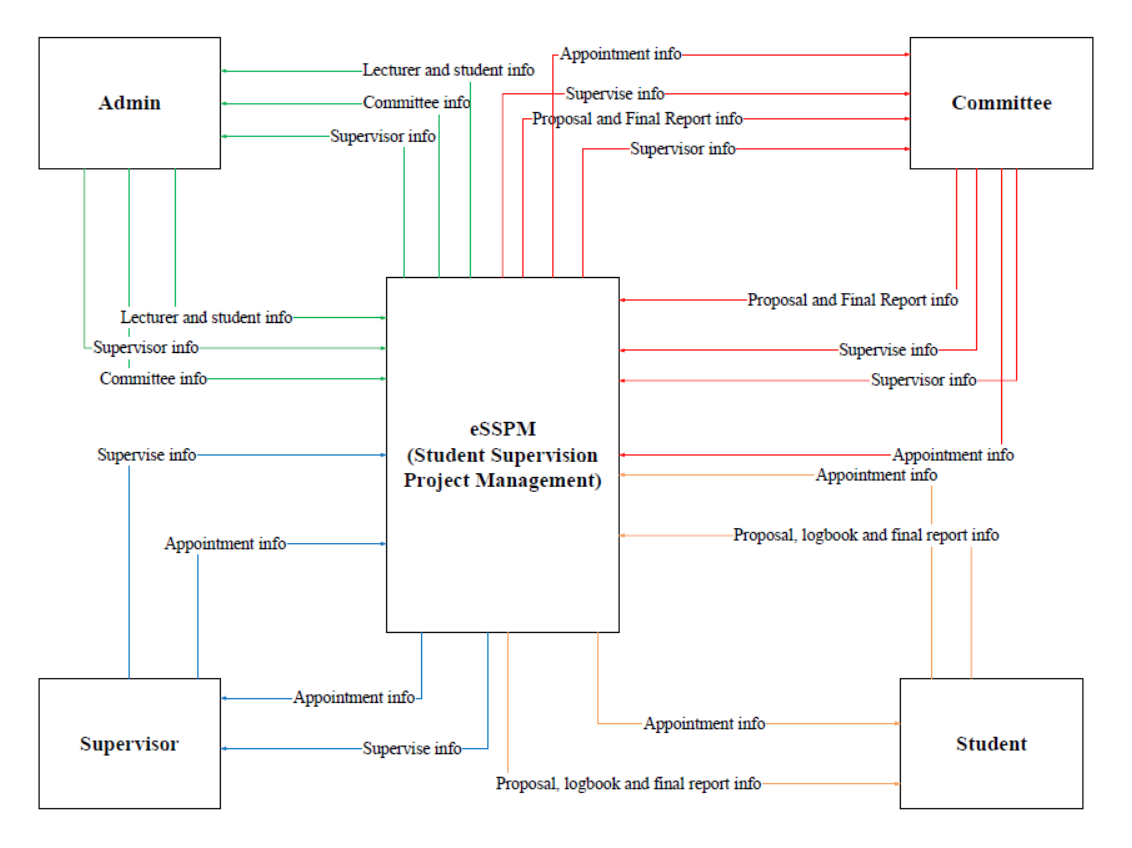 Appointment info
Lecturer and student info
Supervise info
Admin
Committee info
Committee
Proposal and Final Report info
Supervisor info
Supervisor info
Proposal and Final Report info
Lecturer and student info
Supervisor info
Supervise info
Committee info
Supervisor info
eSSPM
(Student Supervision
Project Management)
Supervise info
Appointment info
Appointment info
Proposal, logbook and final report info
Appointment info
Appointment info
Appointment info
Supervisor
Student
Supervise info
Proposal, logbook and final report info